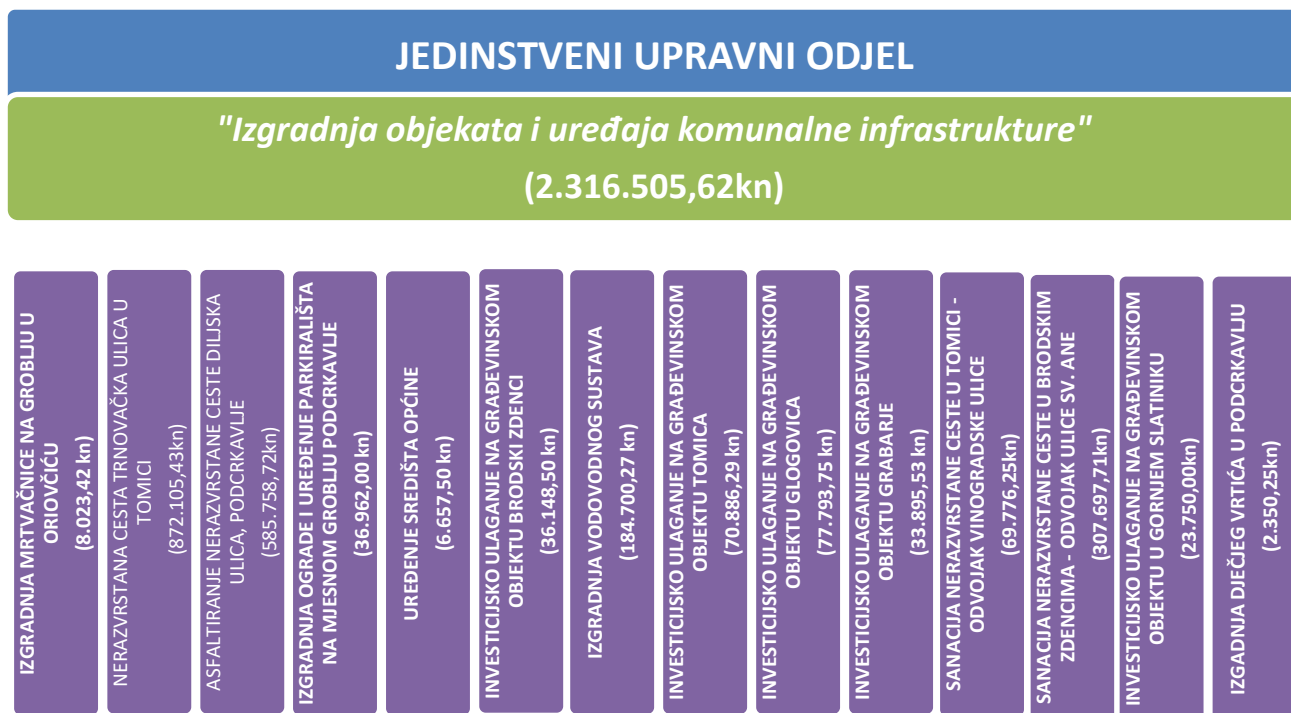 JEDINSTVENI UPRAVNI ODJEL
"Izgradnja objekata i uređaja komunalne infrastrukture"
(2.316.505,62kn)
IZGRADNJA MRTVAČNICE NA GROBLJU U
ORIOVČIĆU
(8.023,42 kn)
NERAZVRSTANA CESTA TRNOVAČKA ULICA U
TOMICI
(872.105,43kn)
ASFALTIRANJE NERAZVRSTANE CESTE DILJSKA
ULICA, PODCRKAVLJE
(585.758,72kn)
IZGRADNJA OGRADE I UREĐENJE PARKIRALIŠTA
NA MJESNOM GROBLJU PODCRKAVLJE
(36.962,00 kn)
UREĐENJE SREDIŠTA OPĆINE
(6.657,50 kn)
INVESTICIJSKO ULAGANJE NA GRAĐEVINSKOM
OBJEKTU BRODSKI ZDENCI
(36.148,50 kn)
IZGRADNJA VODOVODNOG SUSTAVA
(184.700,27 kn)
INVESTICIJSKO ULAGANJE NA GRAĐEVINSKOM
OBJEKTU TOMICA
(70.886,29 kn)
INVESTICIJSKO ULAGANJE NA GRAĐEVINSKOM
OBJEKTU GLOGOVICA
(77.793,75 kn)
INVESTICIJSKO ULAGANJE NA GRAĐEVINSKOM
OBJEKTU GRABARJE
(33.895,53 kn)
SANACIJA NERAZVRSTANE CESTE U TOMICI -
ODVOJAK VINOGRADSKE ULICE
(69.776,25kn)
SANACIJA NERAZVRSTANE CESTE U BRODSKIM
ZDENCIMA - ODVOJAK ULICE SV. ANE
(307.697,71kn)
INVESTICIJSKO ULAGANJE NA GRAĐEVINSKOM
OBJEKTU U GORNJEM SLATINIKU
(23.750,00kn)
IZGADNJA DJEČJEG VRTIĆA U PODCRKAVLJU
(2.350,25kn)